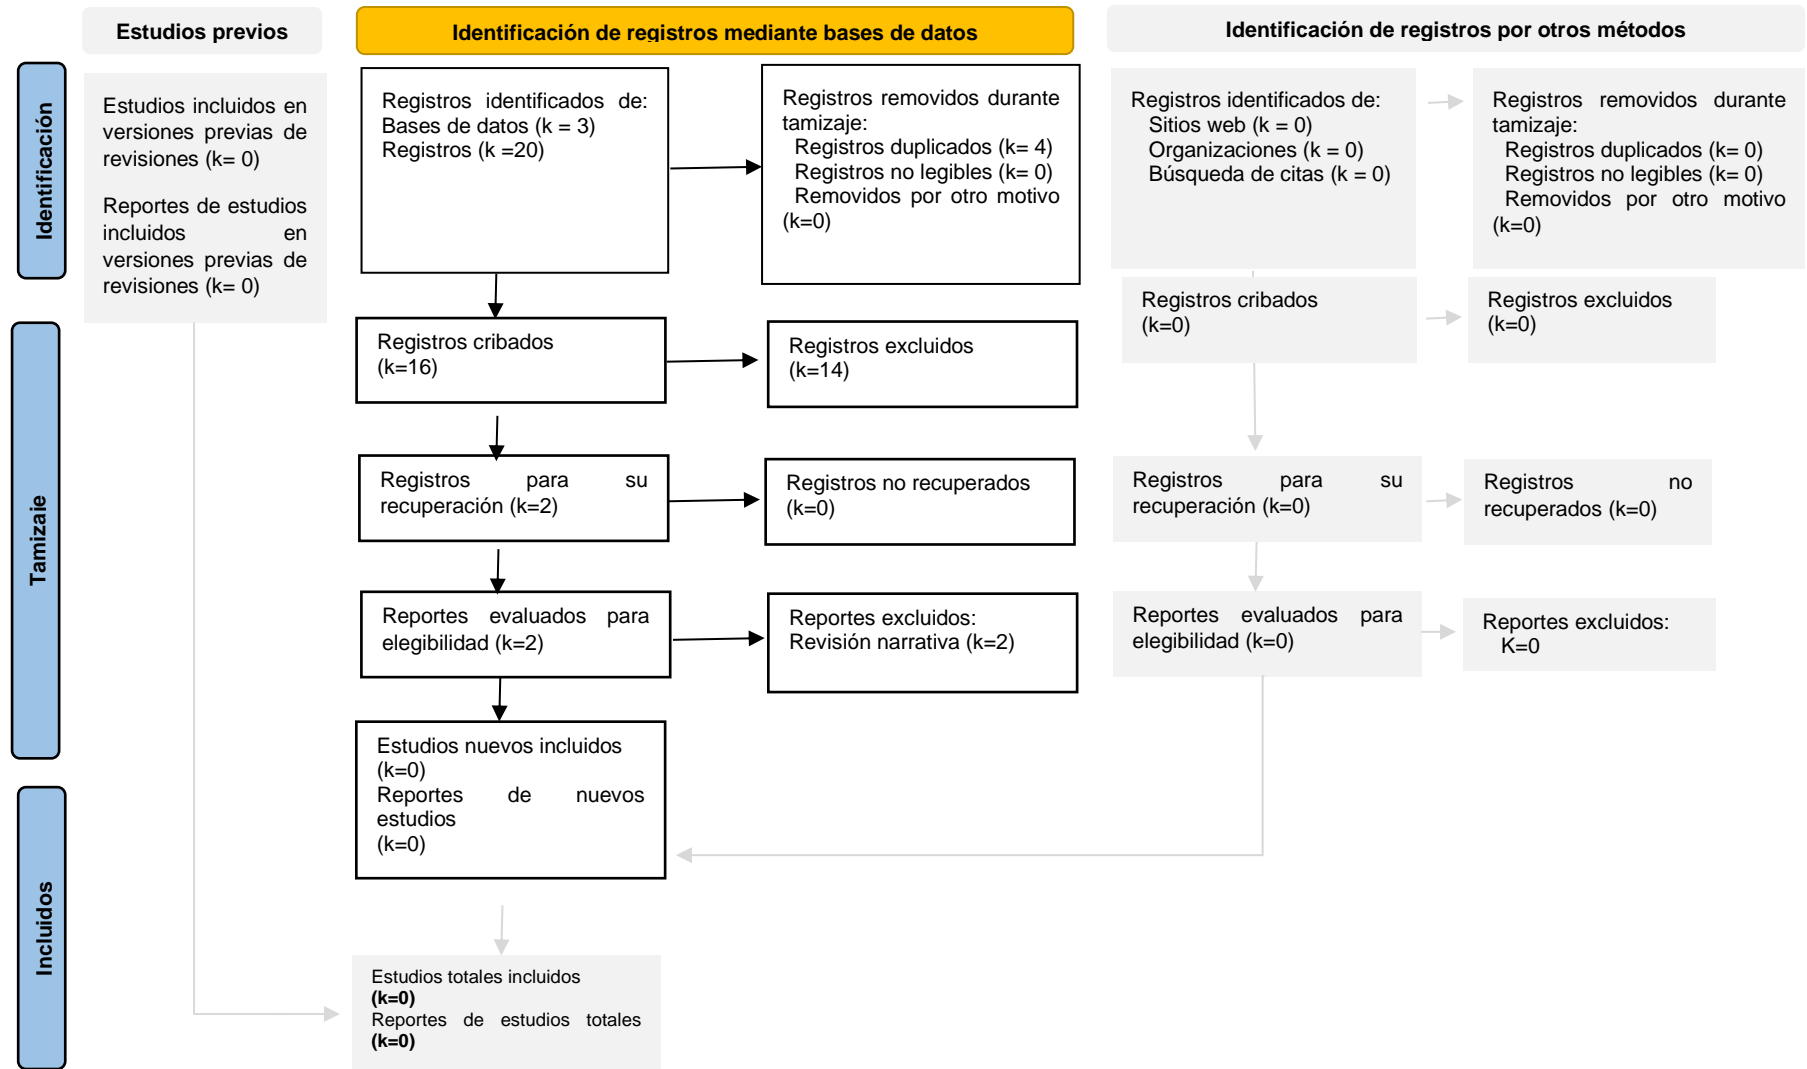 Estudios previos
Identificación de registros mediante bases de datos
Identificación de registros por otros métodos
Identificación
Estudios incluidos en
versiones previas de
revisiones (k= 0)
Reportes de estudios
incluidos en
versiones previas de
revisiones (k= 0)
Registros identificados de:
Bases de datos (k = 3)
Registros (k =20)
Registros removidos durante
tamizaje:
Registros duplicados (k= 4)
Registros no legibles (k= 0)
Removidos por otro motivo
(k=0)
Registros identificados de:
Sitios web (k = 0)
Organizaciones (k = 0)
Búsqueda de citas (k = 0)
Registros removidos durante
tamizaje:
Registros duplicados (k= 0)
Registros no legibles (k= 0)
Removidos por otro motivo
(k=0)
Tamizaje
Registros cribados
(k=16)
Registros excluidos
(k=14)
Registros cribados
(k=0)
Registros excluidos
(k=0)
Registros para su
recuperación (k=2)
Registros no recuperados
(k=0)
Registros para su
recuperación (k=0)
Registros no
recuperados (k=0)
Reportes evaluados para
elegibilidad (k=2)
Reportes excluidos:
Revisión narrativa (k=2)
Reportes evaluados para
elegibilidad (k=0)
Reportes excluidos:
K=0
Incluidos
Estudios nuevos incluidos
(k=0)
Reportes de nuevos
estudios
(k=0)
Estudios totales incluidos
(k=0)
Reportes de estudios totales
(k=0)